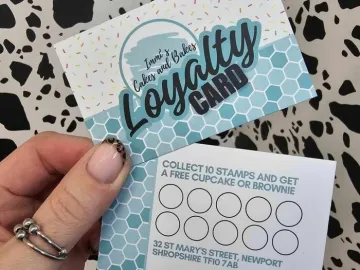 Immi's
Cakes and Bakes
Loyalty
CARD
COLLECT 10 STAMPS AND GET
A FREE CUPCAKE OR BROWNIE
32 ST MARY'S STREET, NEWPORT
SHROPSHIRE TF10 7AB